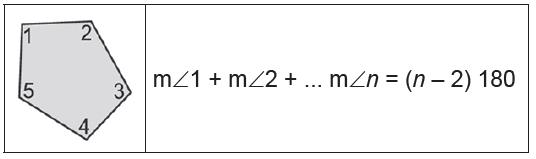 1 2
3
4
5
m∠1 + m∠2 + ... m∠n = (n – 2) 180